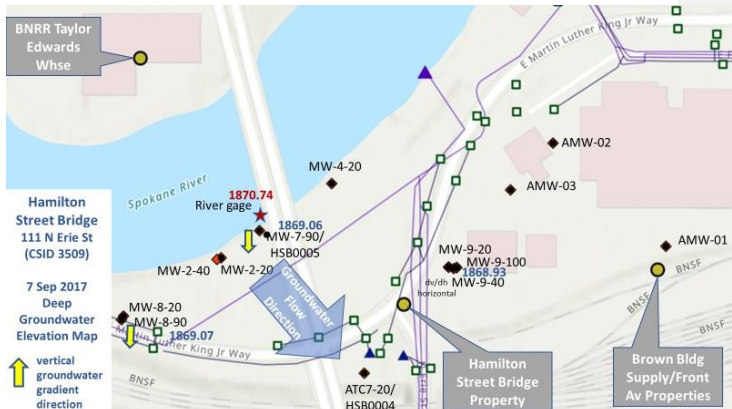 BNRR Taylor
Edwards
Whse
E Martin Luther King Jr Way
AMW-02
MW-4-20
AMW-03
Spokane River
1870.74
River gage
1869.06
MW-7-90/
HSB0005
MW-2-40
MW-2-20
MW-9-20
MW-9-100
1868.93
MW-9-40
dv/dh
horizontal
AMW-01
BNSF
BNSF
Groundwater
Flow
Direction
Hamilton
Street Bridge
111 N Erie St
(CSID 3509)
7 Sep 2017
Deep
Groundwater
Elevation Map
vertical
groundwater
gradient
direction
MW-8-20
MW-8-90
1869.07
Martin Luther King Jr Way
BNSF
BNSF
ATC7-20/
HSB0004
Hamilton
Street Bridge
Property
Brown Bldg
Supply/Front
Av Properties